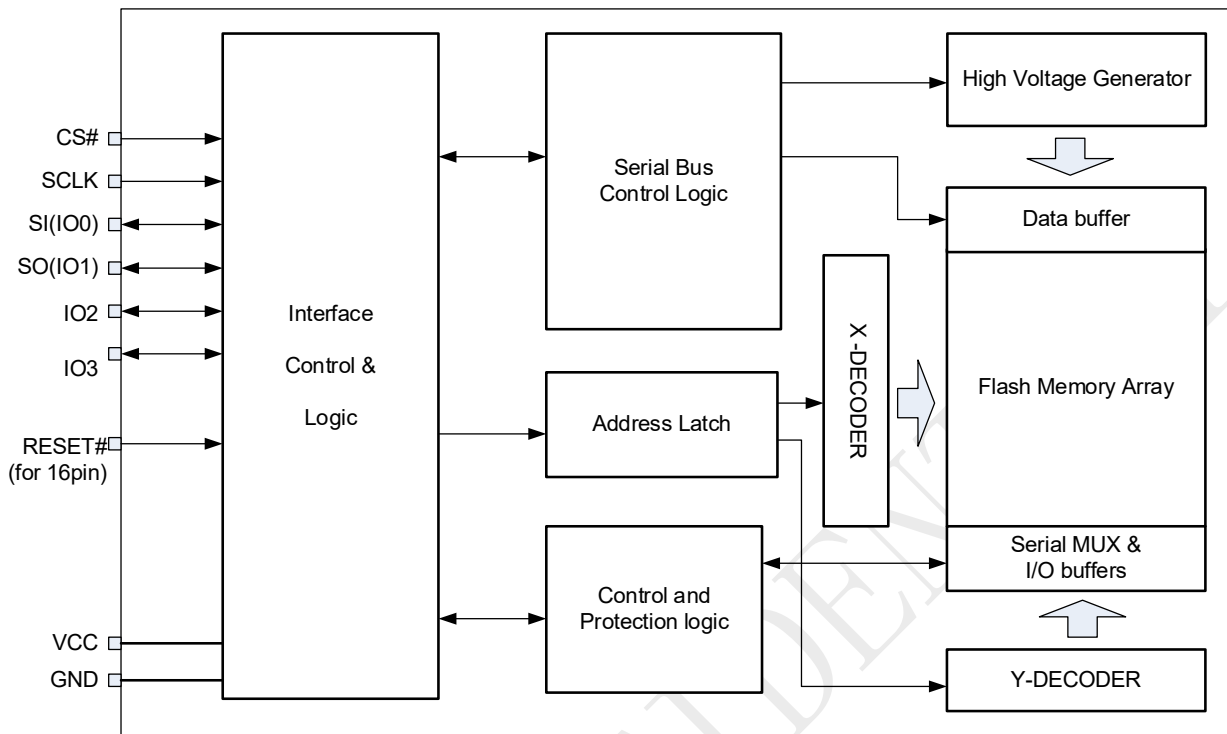 CS#
SCLK
SI(IO0)
SO(IO1)
IO2
IO3
RESET#
(for 16pin)
VCC
GND
Interface
Control &
Logic
Serial Bus
Control Logic
Address Latch
Control and
Protection logic
X-DECODER
High Voltage Generator
Data buffer
Flash Memory Array
Serial MUX &
I/O buffers
Y-DECODER